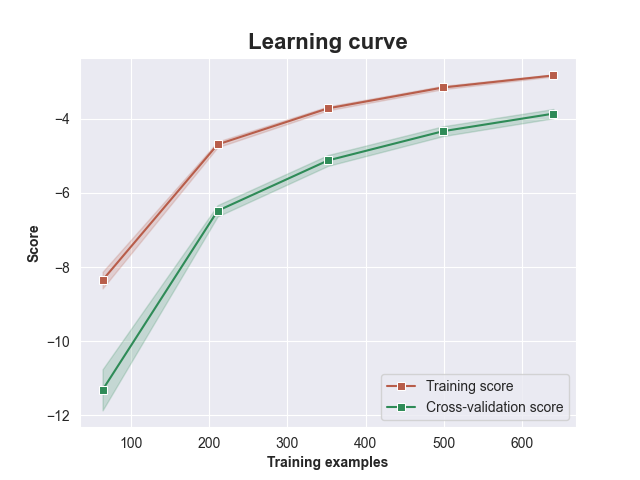 Learning curve
Score
−4
−6
−8
−10
−12
Training score
Cross-validation score
100
200
300
400
500
600
Training examples